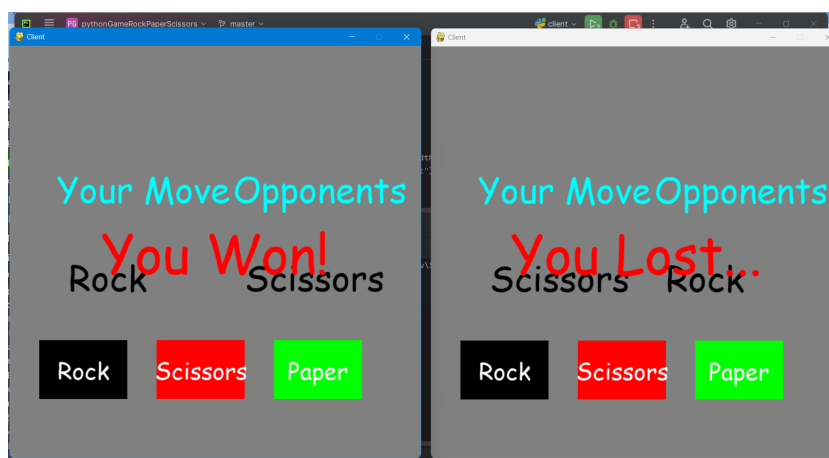 PG pythonGameRockPaperScissors master client
Client
Your Move Opponents
You Won!
Rock Scissors
Rock Scissors Paper
Client
Your Move Opponents
You Lost...
Scissors Rock
Rock Scissors Paper